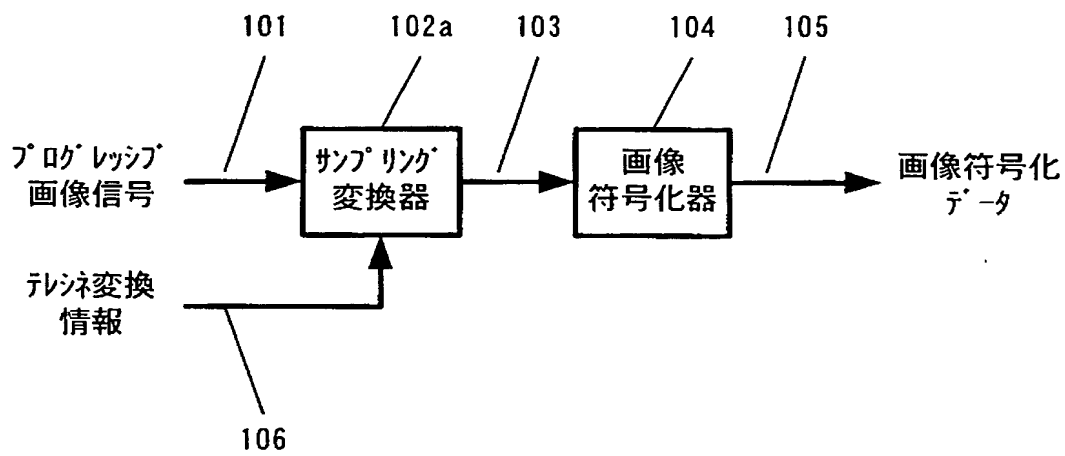 101
102a
103
104
105
ﾌﾟﾛｸﾞﾚｯｼﾌﾞ
画像信号
ｻﾝﾌﾟﾘﾝｸﾞ
変換器
画像
符号化器
画像符号化
ﾃﾞｰﾀ
ﾃﾚｼﾈ変換
情報
106